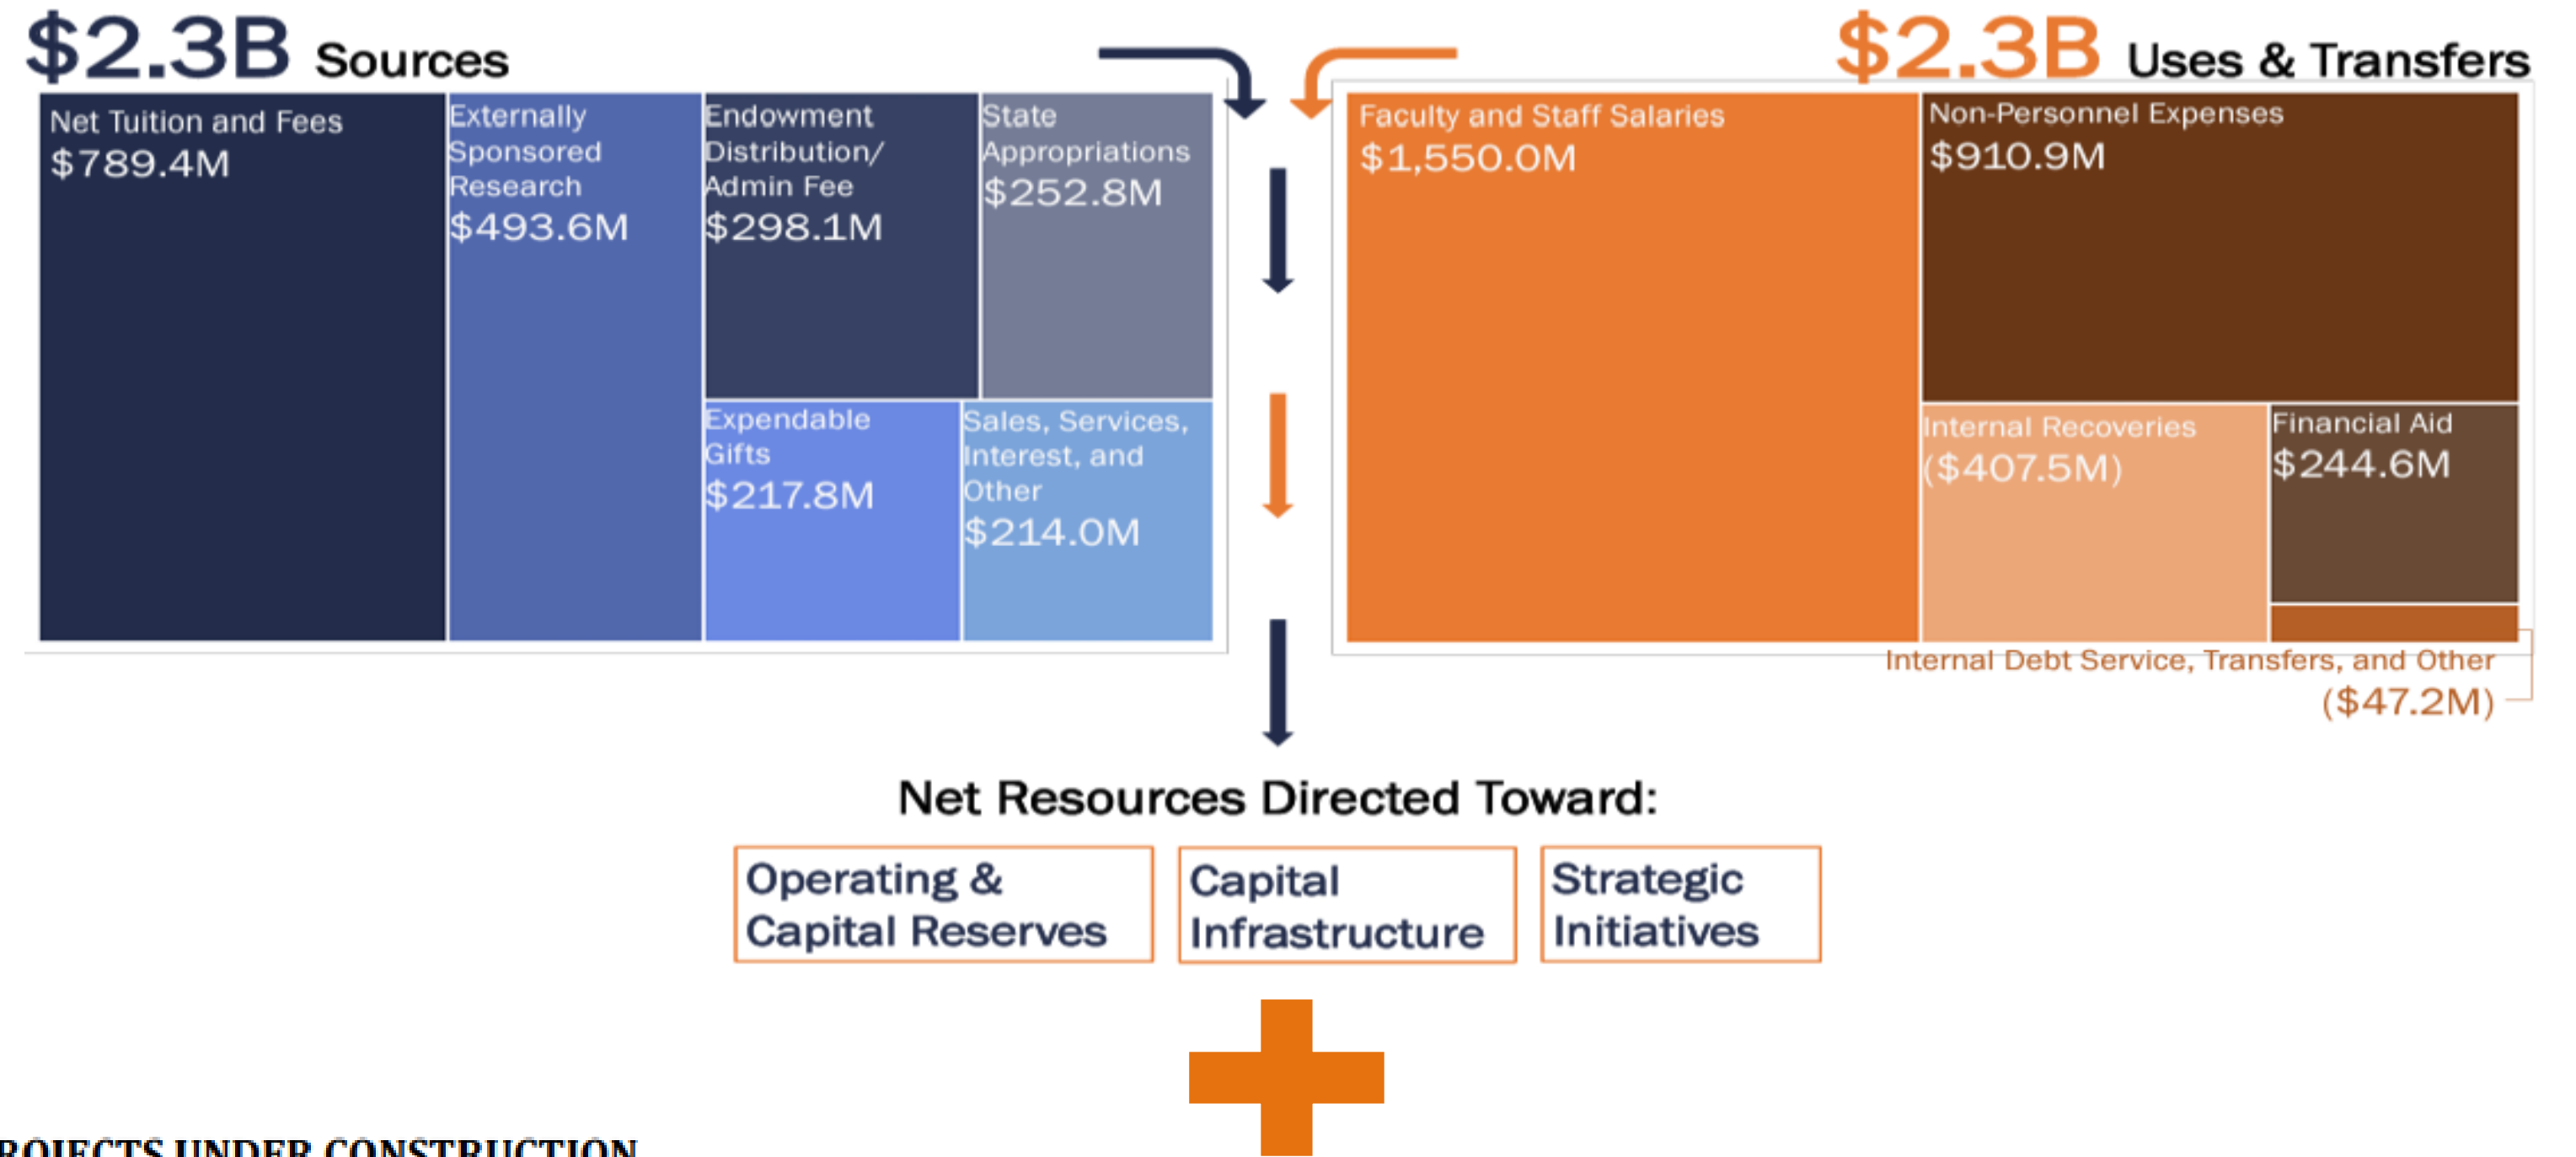 $2.3B Sources
Net Tuition and Fees
$789.4M
Externally
Sponsored
Research
$493.6M
Endowment
Distribution/
Admin Fee
$298.1M
State
Appropriations
$252.8M
Expendable
Gifts
$217.8M
Sales, Services,
Interest, and
Other
$214.0M
$2.3B Uses & Transfers
Faculty and Staff Salaries
$1,550.0M
Non-Personnel Expenses
$910.9M
Internal Recoveries
($407.5M)
Financial Aid
$244.6M
Internal Debt Service, Transfers, and Other
($47.2M)
Net Resources Directed Toward:
Operating &
Capital Reserves
Capital
Infrastructure
Strategic
Initiatives
ROJECTS UNDER CONSTRUCTION